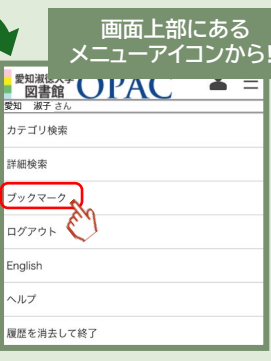 画面上部にある
メニューアイコンから!
愛知淑徳大学
図書館
OPAC
愛知 淑子 さん
カテゴリ検索
詳細検索
ブックマーク
ログアウト
English
ヘルプ
履歴を消去して終了